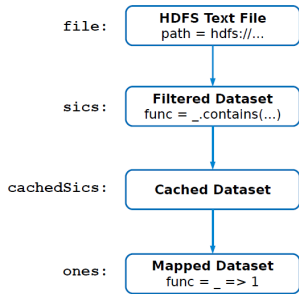 file:
HDFS Text File
path = hdfs://...
sics:
Filtered Dataset
func = _.contains(...)
cachedSics:
Cached Dataset
ones:
Mapped Dataset
func = _ => 1